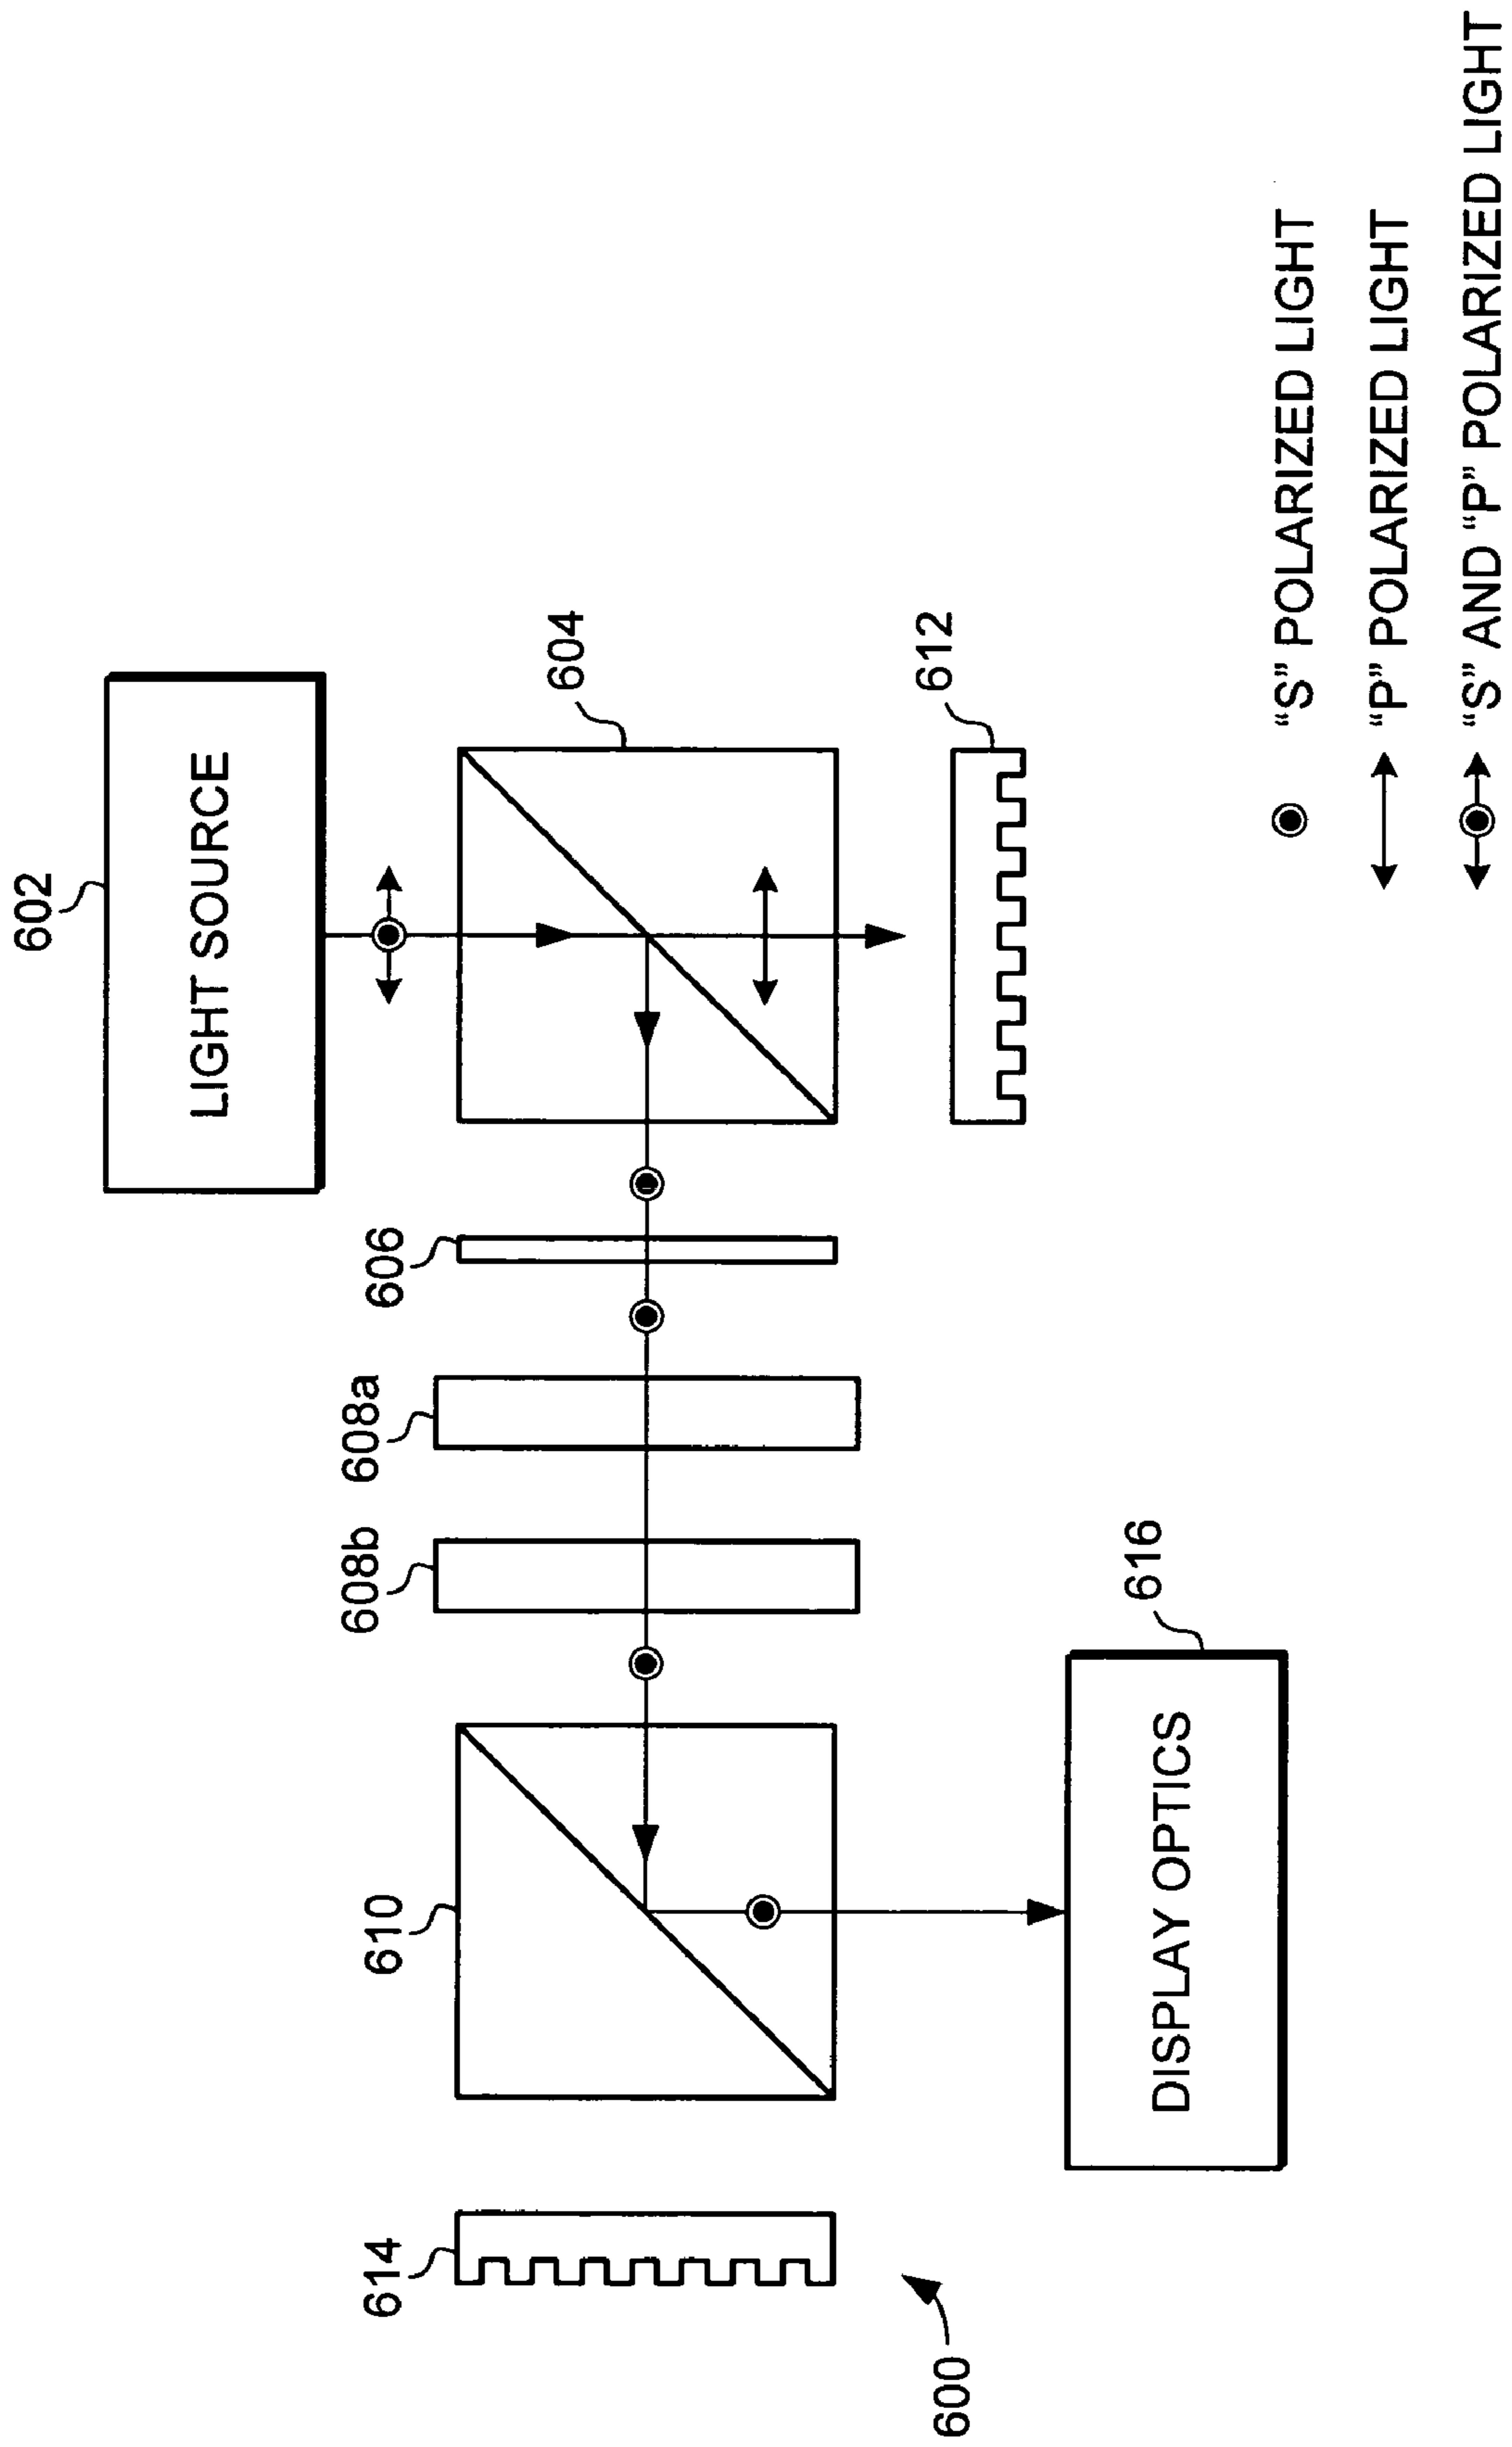 602
LIGHT SOURCE
604
612
606
608a
608b
610
614
616
DISPLAY OPTICS
600
“S” POLARIZED LIGHT
“P” POLARIZED LIGHT
“S” AND “P” POLARIZED LIGHT